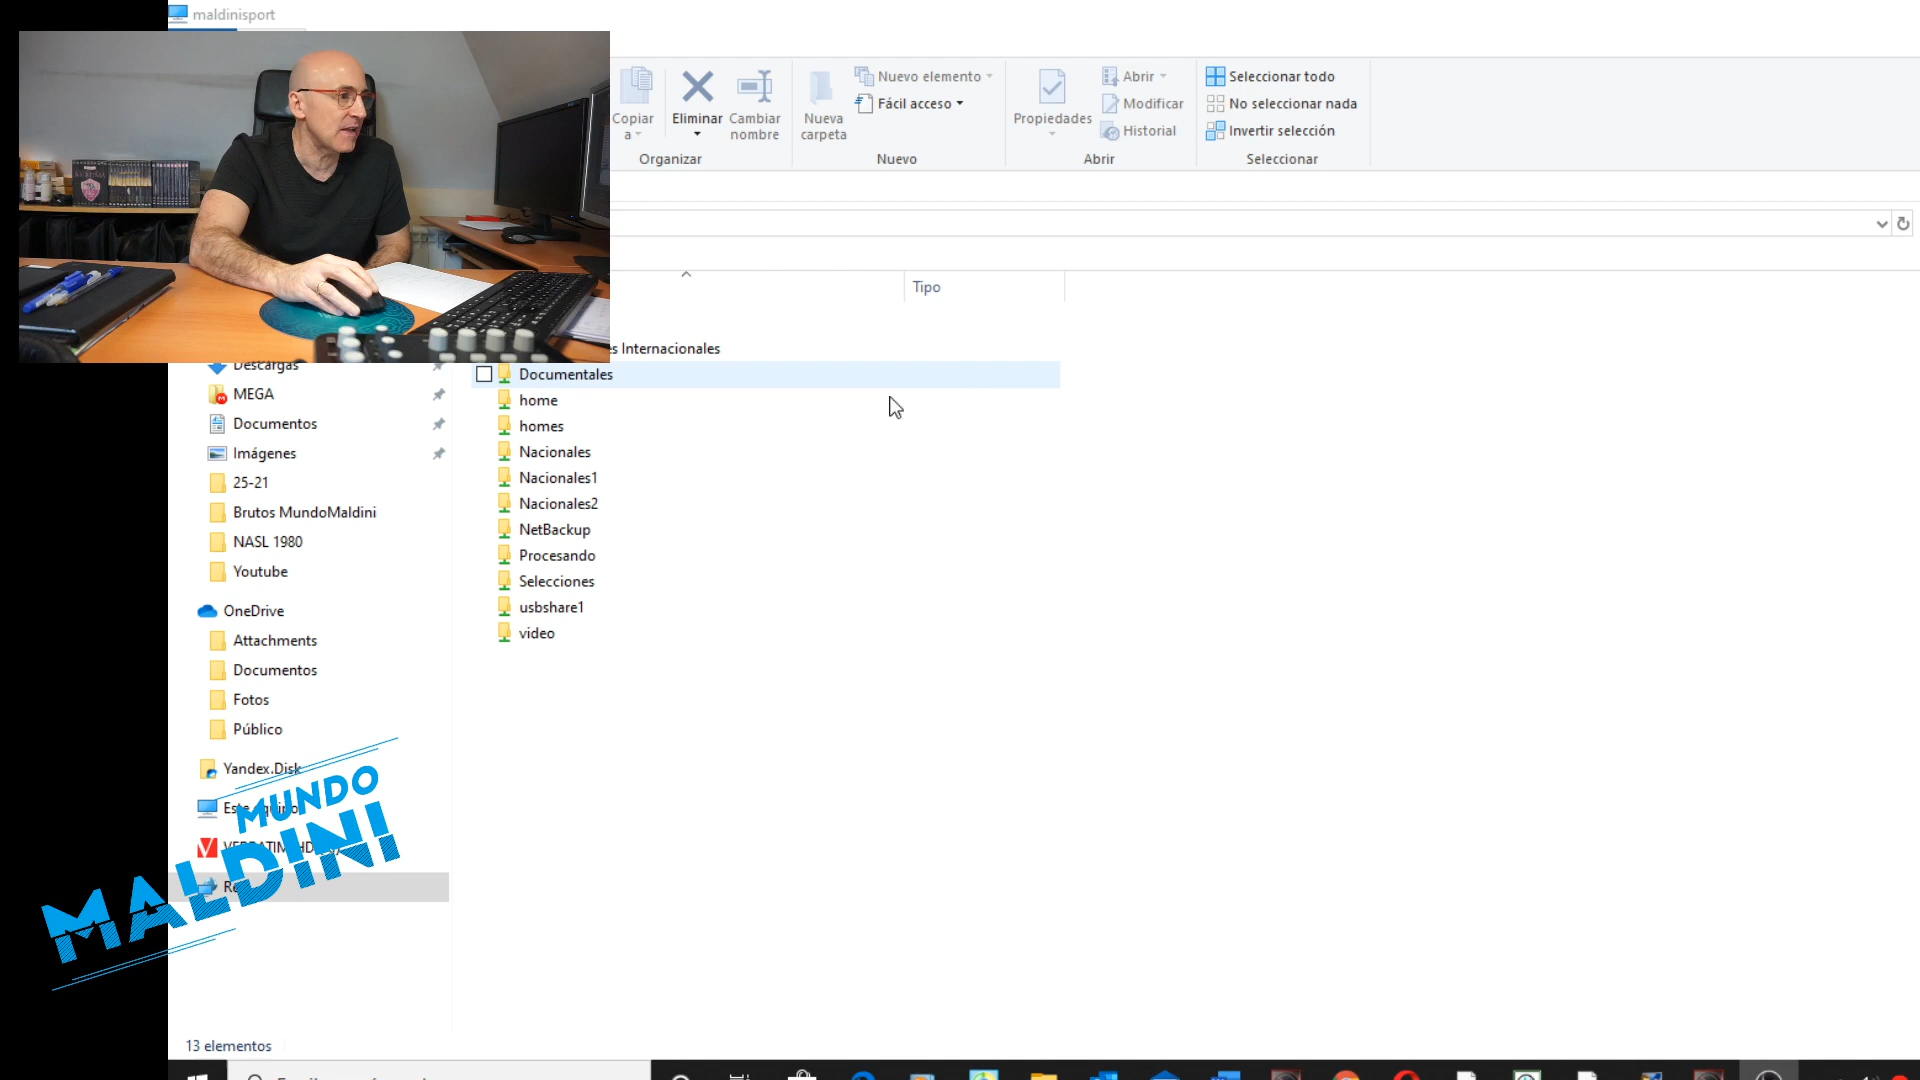 maldinisport
Copiar a
Eliminar
Cambiar nombre
Organizar
Nueva carpeta
Nuevo elemento
Fácil acceso
Nuevo
Propiedades
Abrir
Modificar
Historial
Abrir
Seleccionar todo
No seleccionar nada
Invertir selección
Seleccionar
Tipo
Descargas
MEGA
Documentos
Imágenes
25-21
Brutos MundoMaldini
NASL 1980
Youtube
OneDrive
Attachments
Documentos
Fotos
Público
Yandex.Disk
Internacionales
Documentales
home
homes
Nacionales
Nacionales1
Nacionales2
NetBackup
Procesando
Selecciones
usbshare1
video
MUNDO
MALDINI
13 elementos